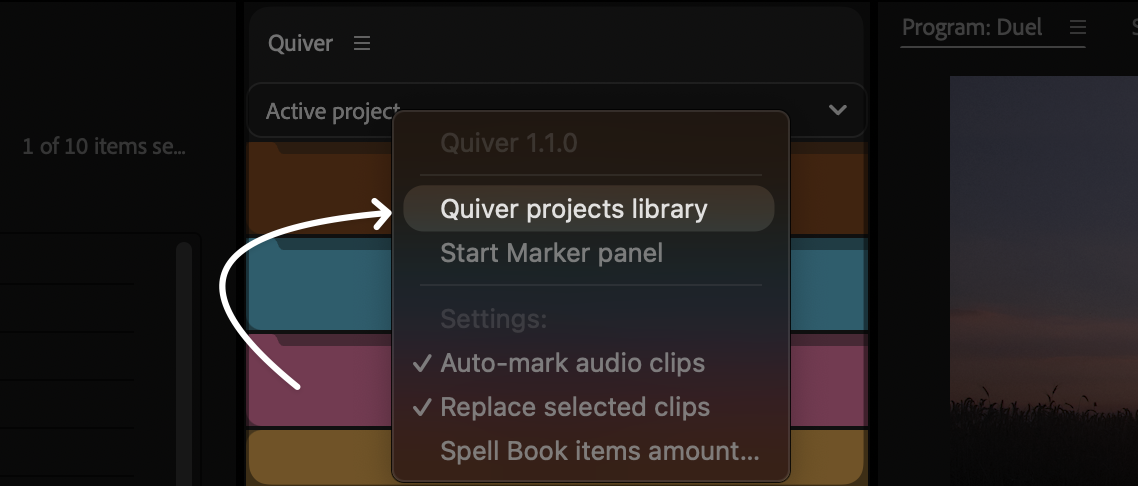 Quiver
Program: Duel
Active project
1 of 10 items se...
Quiver 1.1.0
Quiver projects library
Start Marker panel
Settings:
✓ Auto-mark audio clips
✓ Replace selected clips
Spell Book items amount...